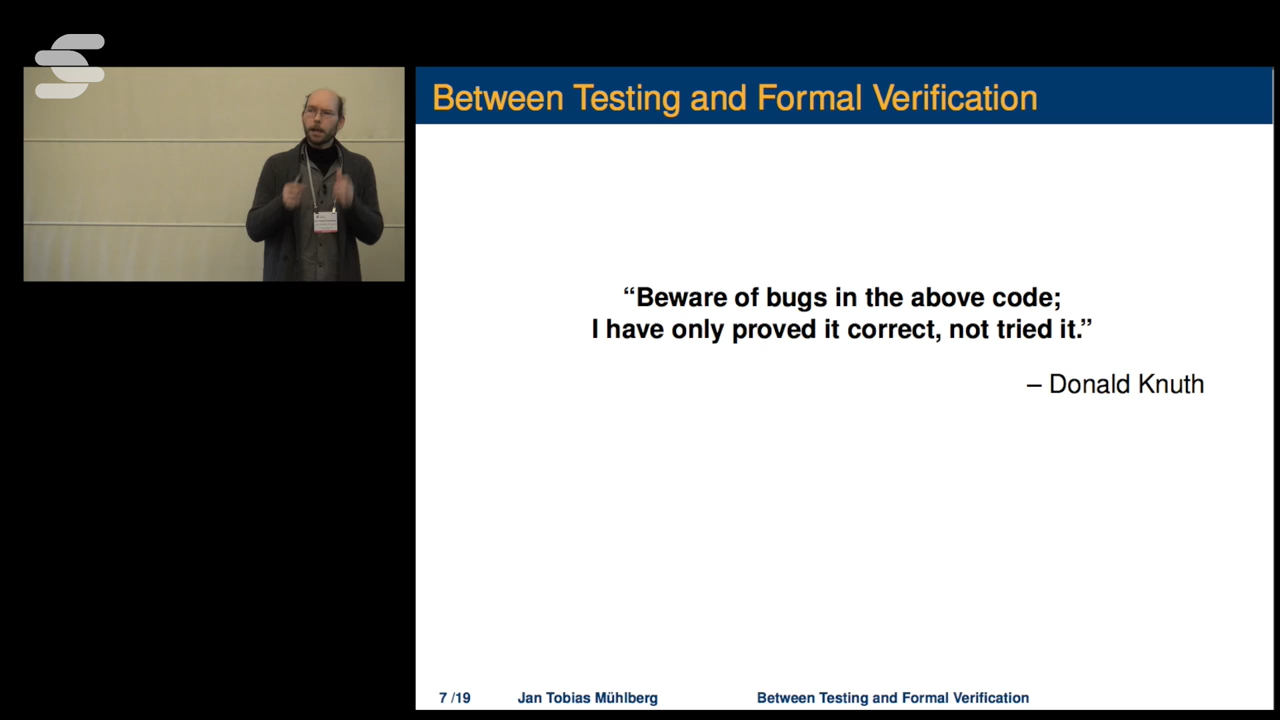 Between Testing and Formal Verification
“Beware of bugs in the above code;
I have only proved it correct, not tried it.”
– Donald Knuth
7 /19 Jan Tobias Mühlberg Between Testing and Formal Verification